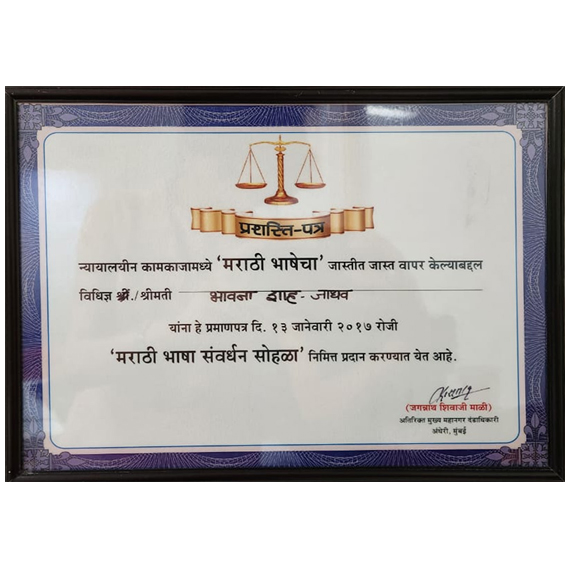 प्रशस्ति-पत्र
न्यायालयीन कामकाजामध्ये 'मराठी भाषेचा' जास्तीत जास्त वापर केल्याबद्दल
विधिज्ञ श्री./श्रीमती भावना शाह-जाधव
यांना हे प्रमाणपत्र दि. १३ जानेवारी २०१७ रोजी
'मराठी भाषा संवर्धन सोहळा' निमित्त प्रदान करण्यात येत आहे.
(जगन्नाथ शिवाजी माळी)
अतिरिक्त मुख्य महानगर दंडाधिकारी
अंधेरी, मुंबई